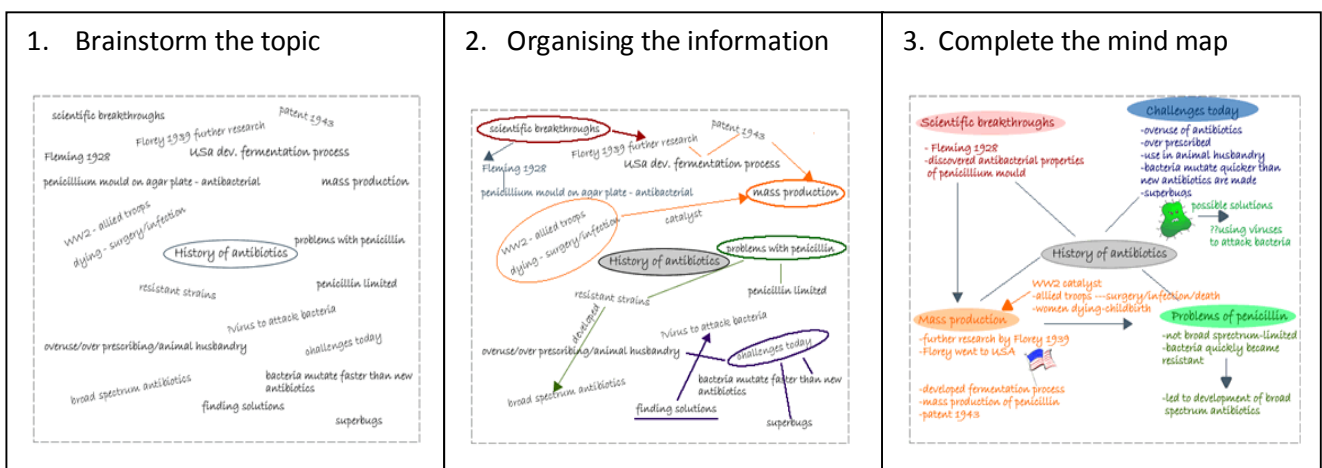 1. Brainstorm the topic
scientific breakthroughs
patent 1943
Florey 1939 further research
Fleming 1928
USa dev. fermentation process
penicillium mould on agar plate - antibacterial
mass production
WW2 - allied troops
dying - surgery/infection
problems with penicillin
History of antibiotics
resistant strains
penicillin limited
?virus to attack bacteria
overuse/over prescribing/animal husbandry
challenges today
broad spectrum antibiotics
bacteria mutate faster than new
antibiotics
finding solutions
superbugs
2. Organising the information
scientific breakthroughs
patent 1943
Florey 1939 further research
Fleming 1928
USa dev. fermentation process
penicillium mould on agar plate - antibacterial
mass production
WW2 - allied troops
dying - surgery/infection
catalyst
problems with penicillin
History of antibiotics
resistant strains
penicillin limited
developed
?virus to attack bacteria
overuse/over prescribing/animal husbandry
challenges today
broad spectrum antibiotics
bacteria mutate faster than new
antibiotics
finding solutions
superbugs
3. Complete the mind map
Scientific breakthroughs
- Fleming 1928
-discovered antibacterial properties
of penicillium mould
Challenges today
-overuse of antibiotics
-over prescribed
-use in animal husbandry
-bacteria mutate quicker than
new antibiotics are made
-superbugs
possible solutions
??using viruses
to attack bacteria
History of antibiotics
WW2 catalyst
-allied troops ---surgery/infection/death
-women dying-childbirth
Mass production
-further research by Florey 1939
-Florey went to USA
-developed fermentation process
-mass production of penicillin
-patent 1943
Problems of penicillin
-not broad sprectrum-limited
-bacteria quickly became
resistant
-led to development of broad
spectrum antibiotics